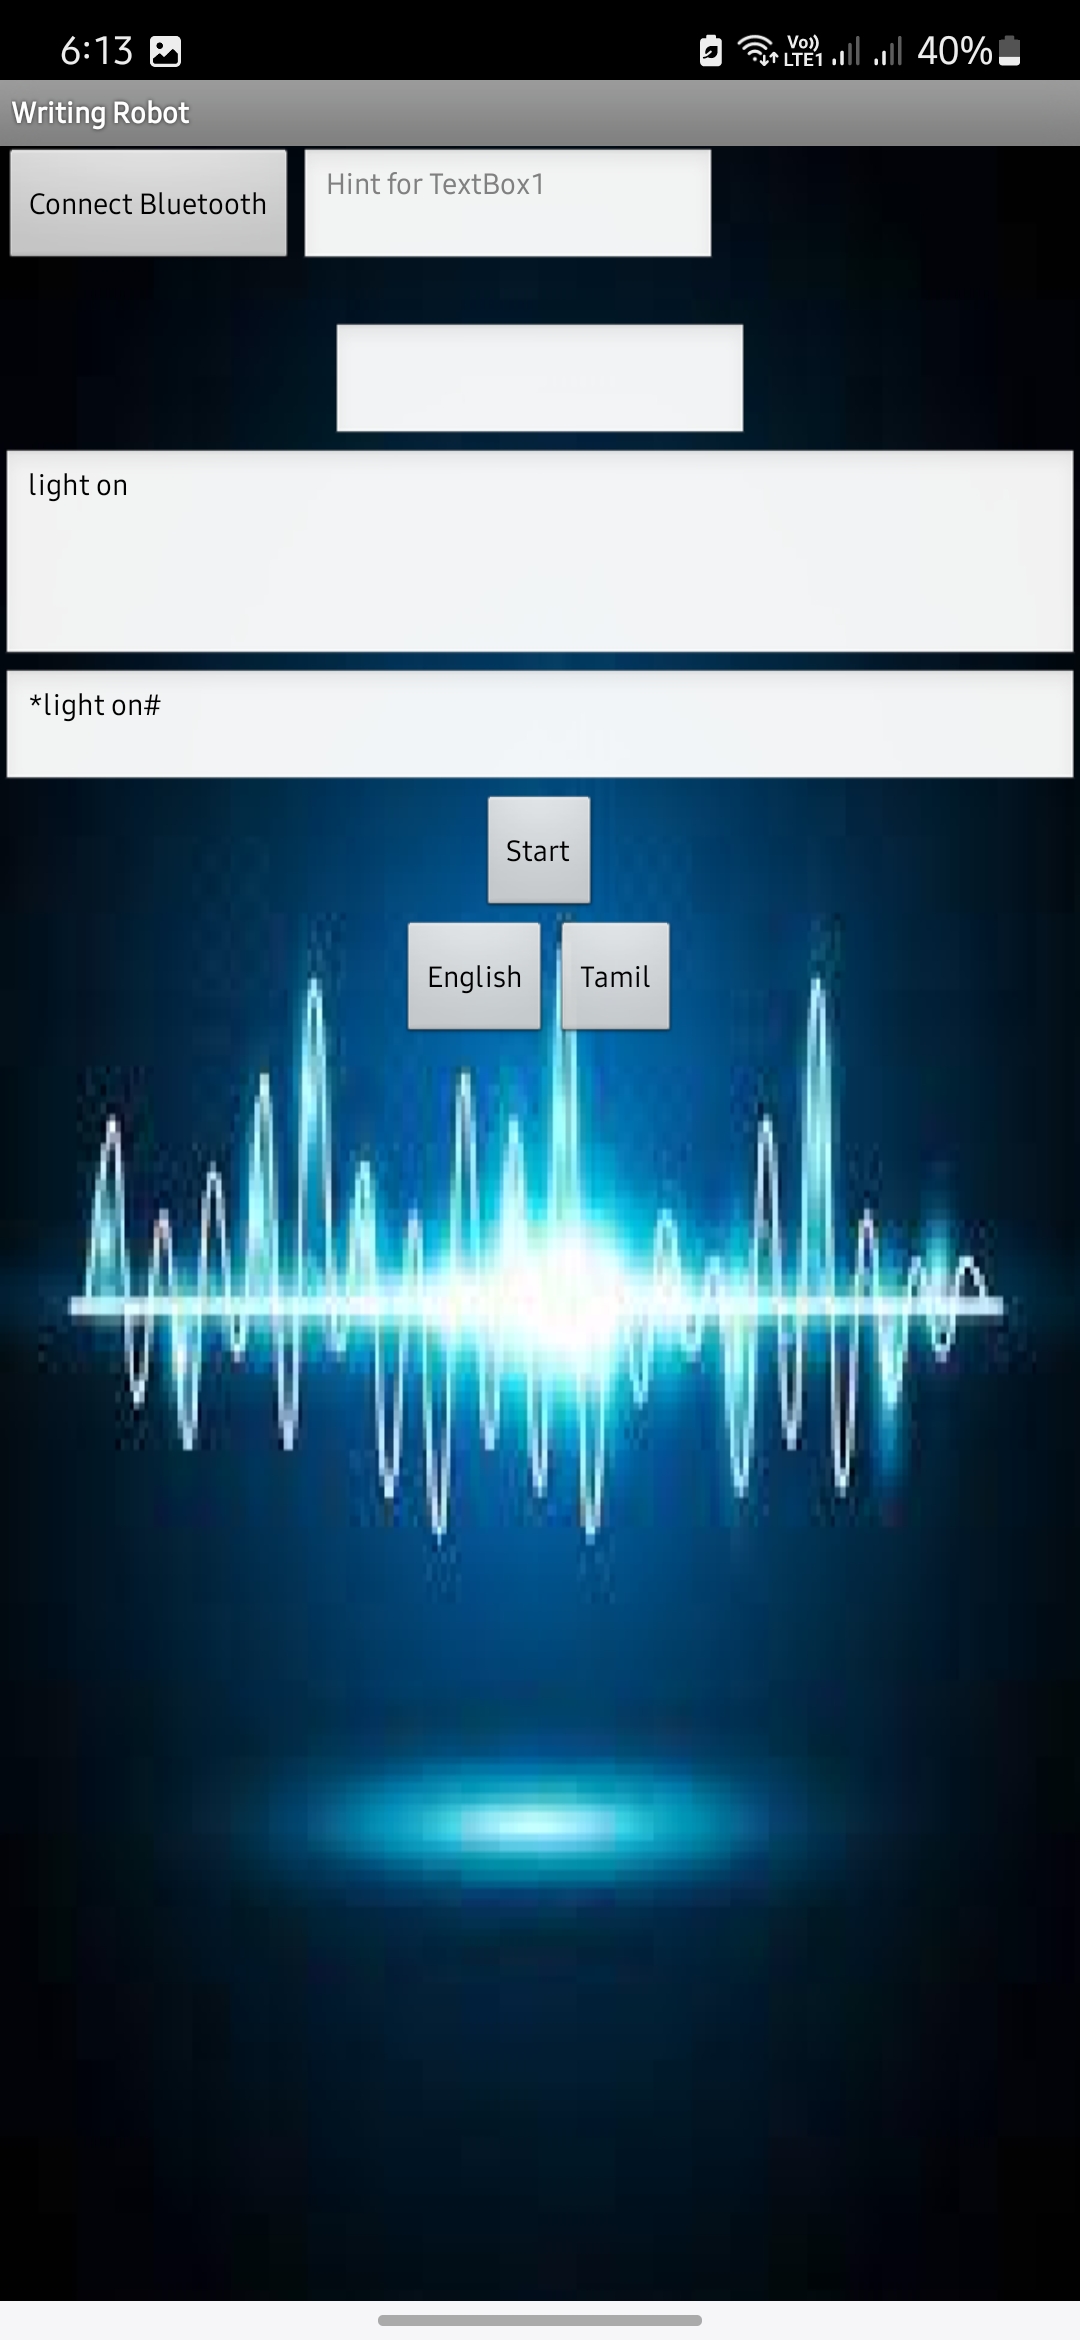 6:13 Vo)) LTE1 40%
Writing Robot
Connect Bluetooth Hint for TextBox1
light on
*light on#
Start
English Tamil